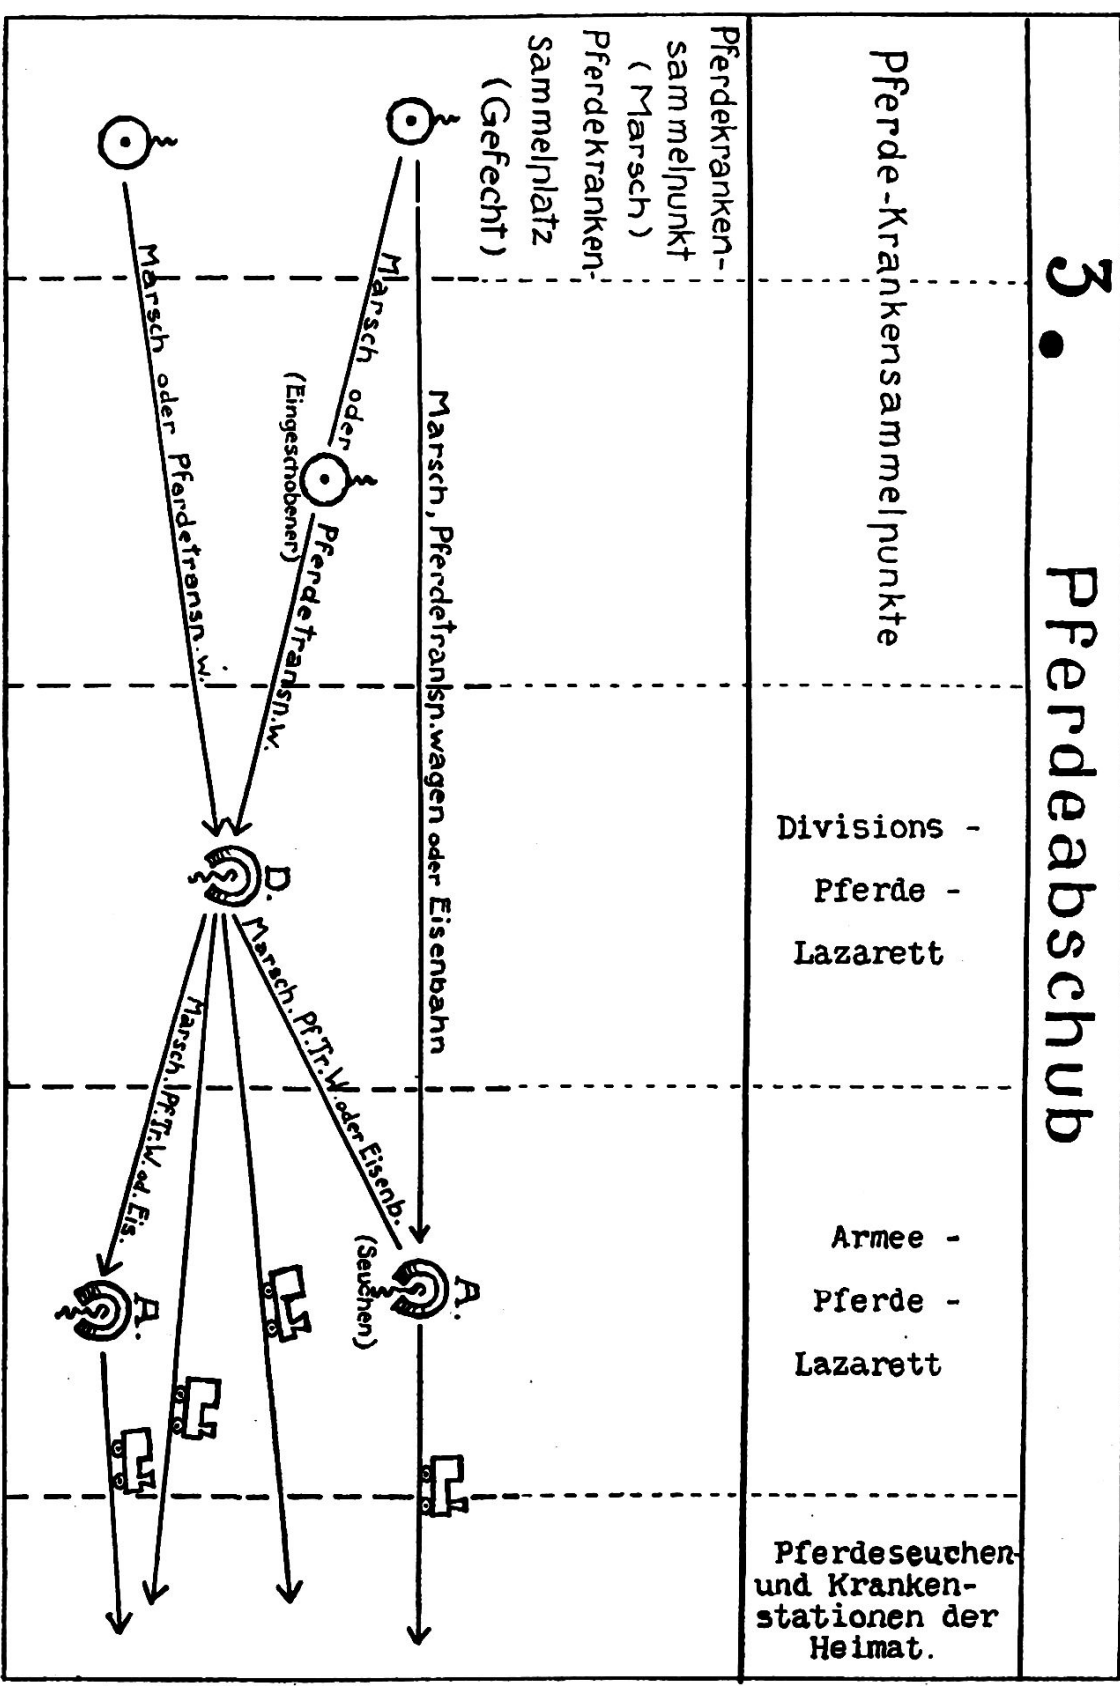 3. Pferdeabschub
Pferde-Krankensammelpunkte
Divisions -
Pferde -
Lazarett
Armee -
Pferde -
Lazarett
Pferdeseuchen-
und Kranken-
stationen der
Heimat.
Pferdekranken-
sammelpunkt
(Marsch)
Pferdekranken-
sammelplatz
(Gefecht)
Marsch, Pferdetransp.wagen oder Eisenbahn
Marsch oder
Pferdetransp.W.
(Eingeschobener)
Marsch oder Pferdetransp.W.
D.
Marsch. Pf.Tr.W. oder Eisenb.
Marsch. Pf.Tr.W. od. Eis.
A.
(Seuchen)
A.